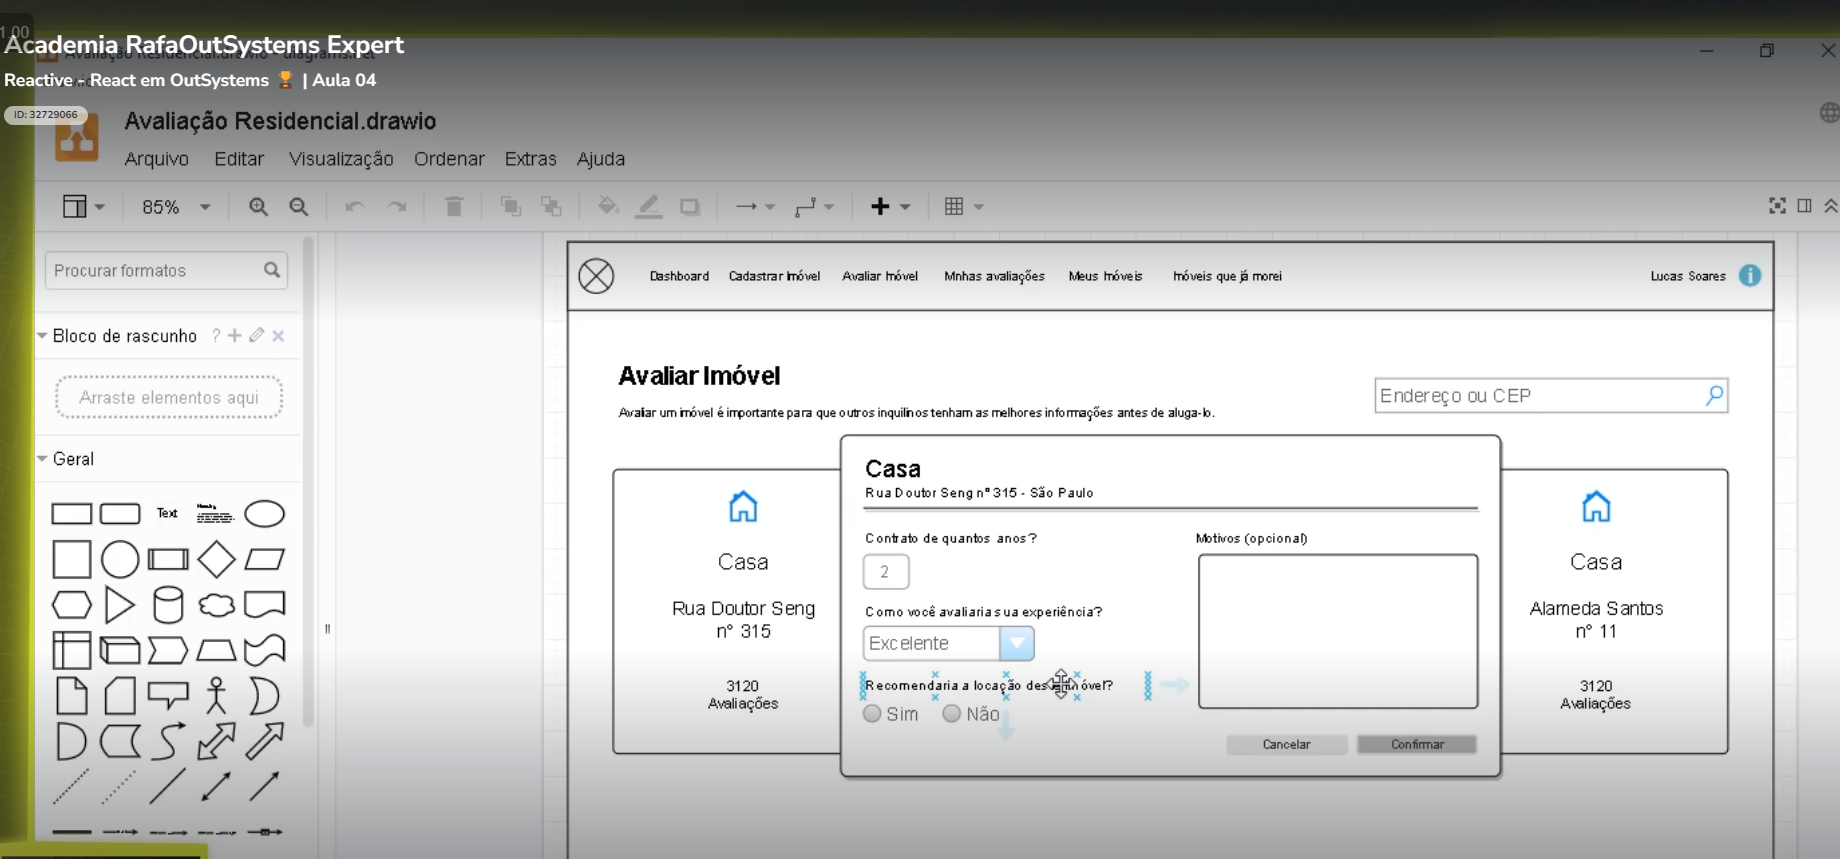 1.00
Academia RafaOutSystems Expert
Reactive - React em OutSystems 🏆 | Aula 04
ID: 32729066
Avaliação Residencial.drawio
Arquivo Editar Visualização Ordenar Extras Ajuda
85%
Procurar formatos
Bloco de rascunho
Arraste elementos aqui
Geral
Text
Dashboard Cadastrar Imóvel Avaliar Imóvel Minhas avaliações Meus Imóveis Imóveis que já morei Lucas Soares
Avaliar Imóvel
Avaliar um imóvel é importante para que outros inquilinos tenham as melhores informações antes de aluga-lo.
Endereço ou CEP
Casa
Rua Doutor Seng
n° 315
3120
Avaliações
Casa
Rua Doutor Seng n° 315 - São Paulo
Contrato de quantos anos?
2
Como você avaliaria sua experiência?
Excelente
Recomendaria a locação óvel?
Sim Não
Motivos (opcional)
Cancelar Confirmar
Casa
Alameda Santos
n° 11
3120
Avaliações